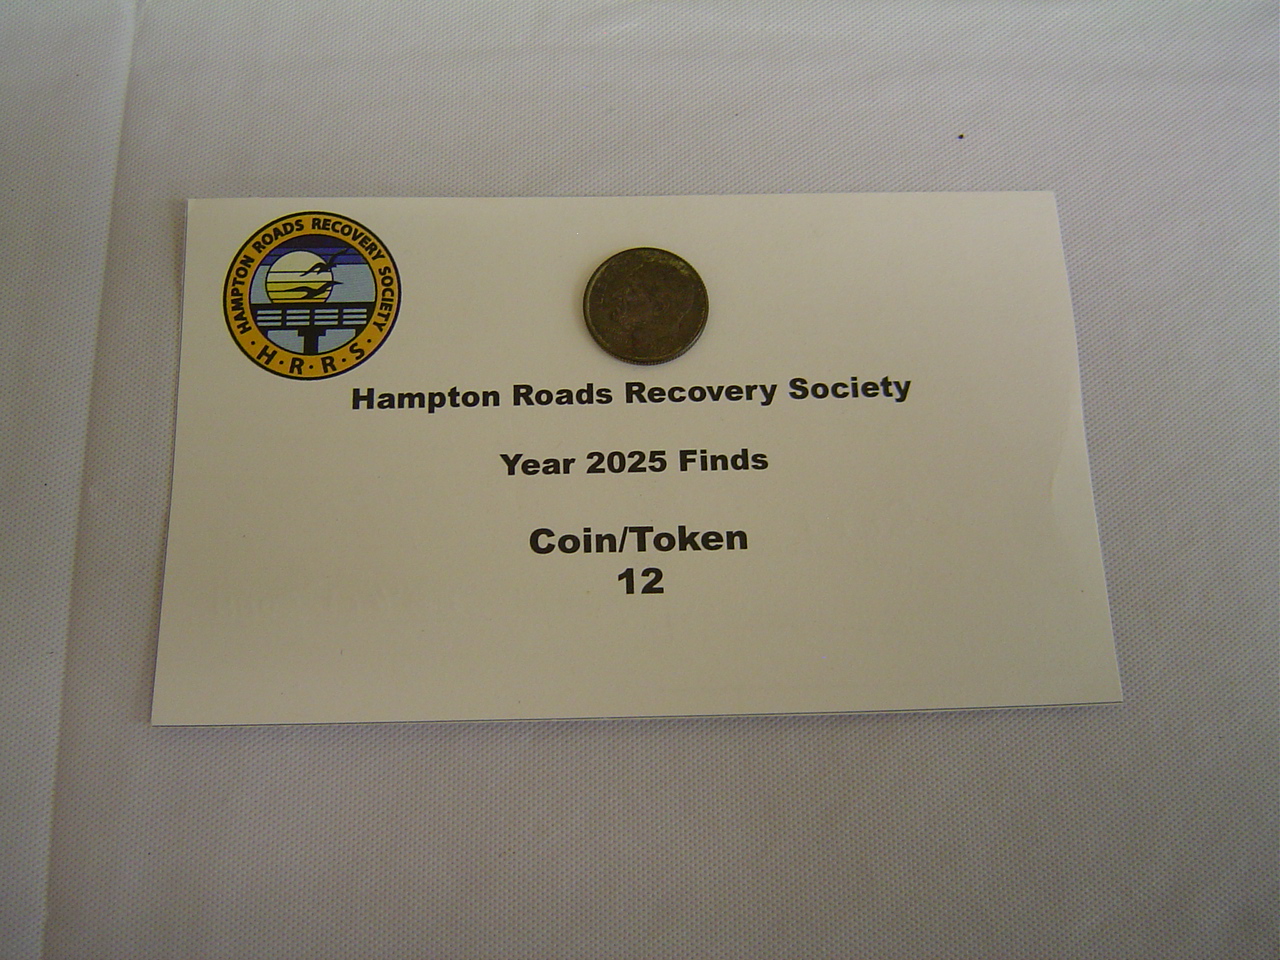 HAMPTON ROADS RECOVERY SOCIETY
· H · R · R · S ·
Hampton Roads Recovery Society
Year 2025 Finds
Coin/Token
12